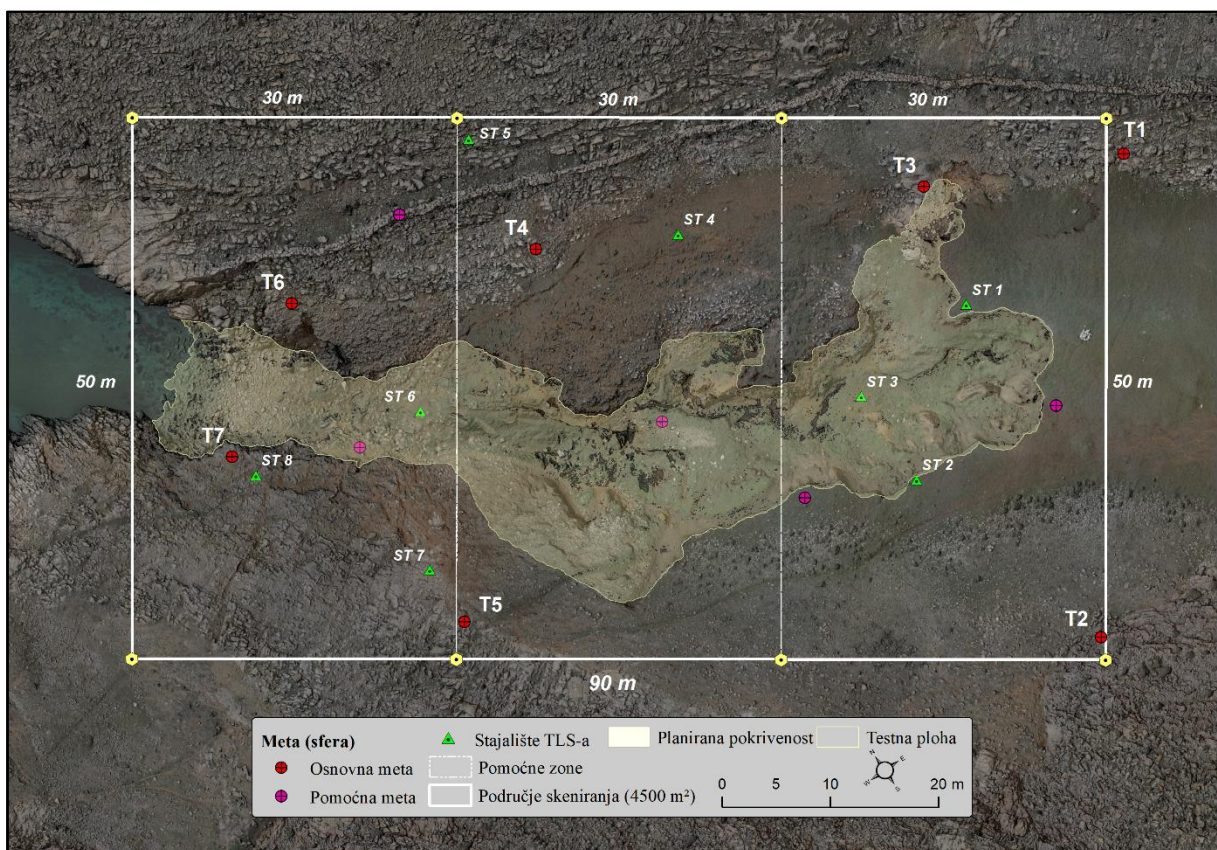 30 m
30 m
30 m
T1
ST 5
T3
T4
ST 4
T6
ST 1
50 m
50 m
ST 3
ST 6
T7
ST 8
ST 2
ST 7
T5
T2
90 m
Meta (sfera)
Osnovna meta
Pomoćna meta
Stajalište TLS-a
Pomoćne zone
Područje skeniranja (4500 m²)
Planirana pokrivenost
Testna ploha
N
E
W
S
0 5 10 20 m